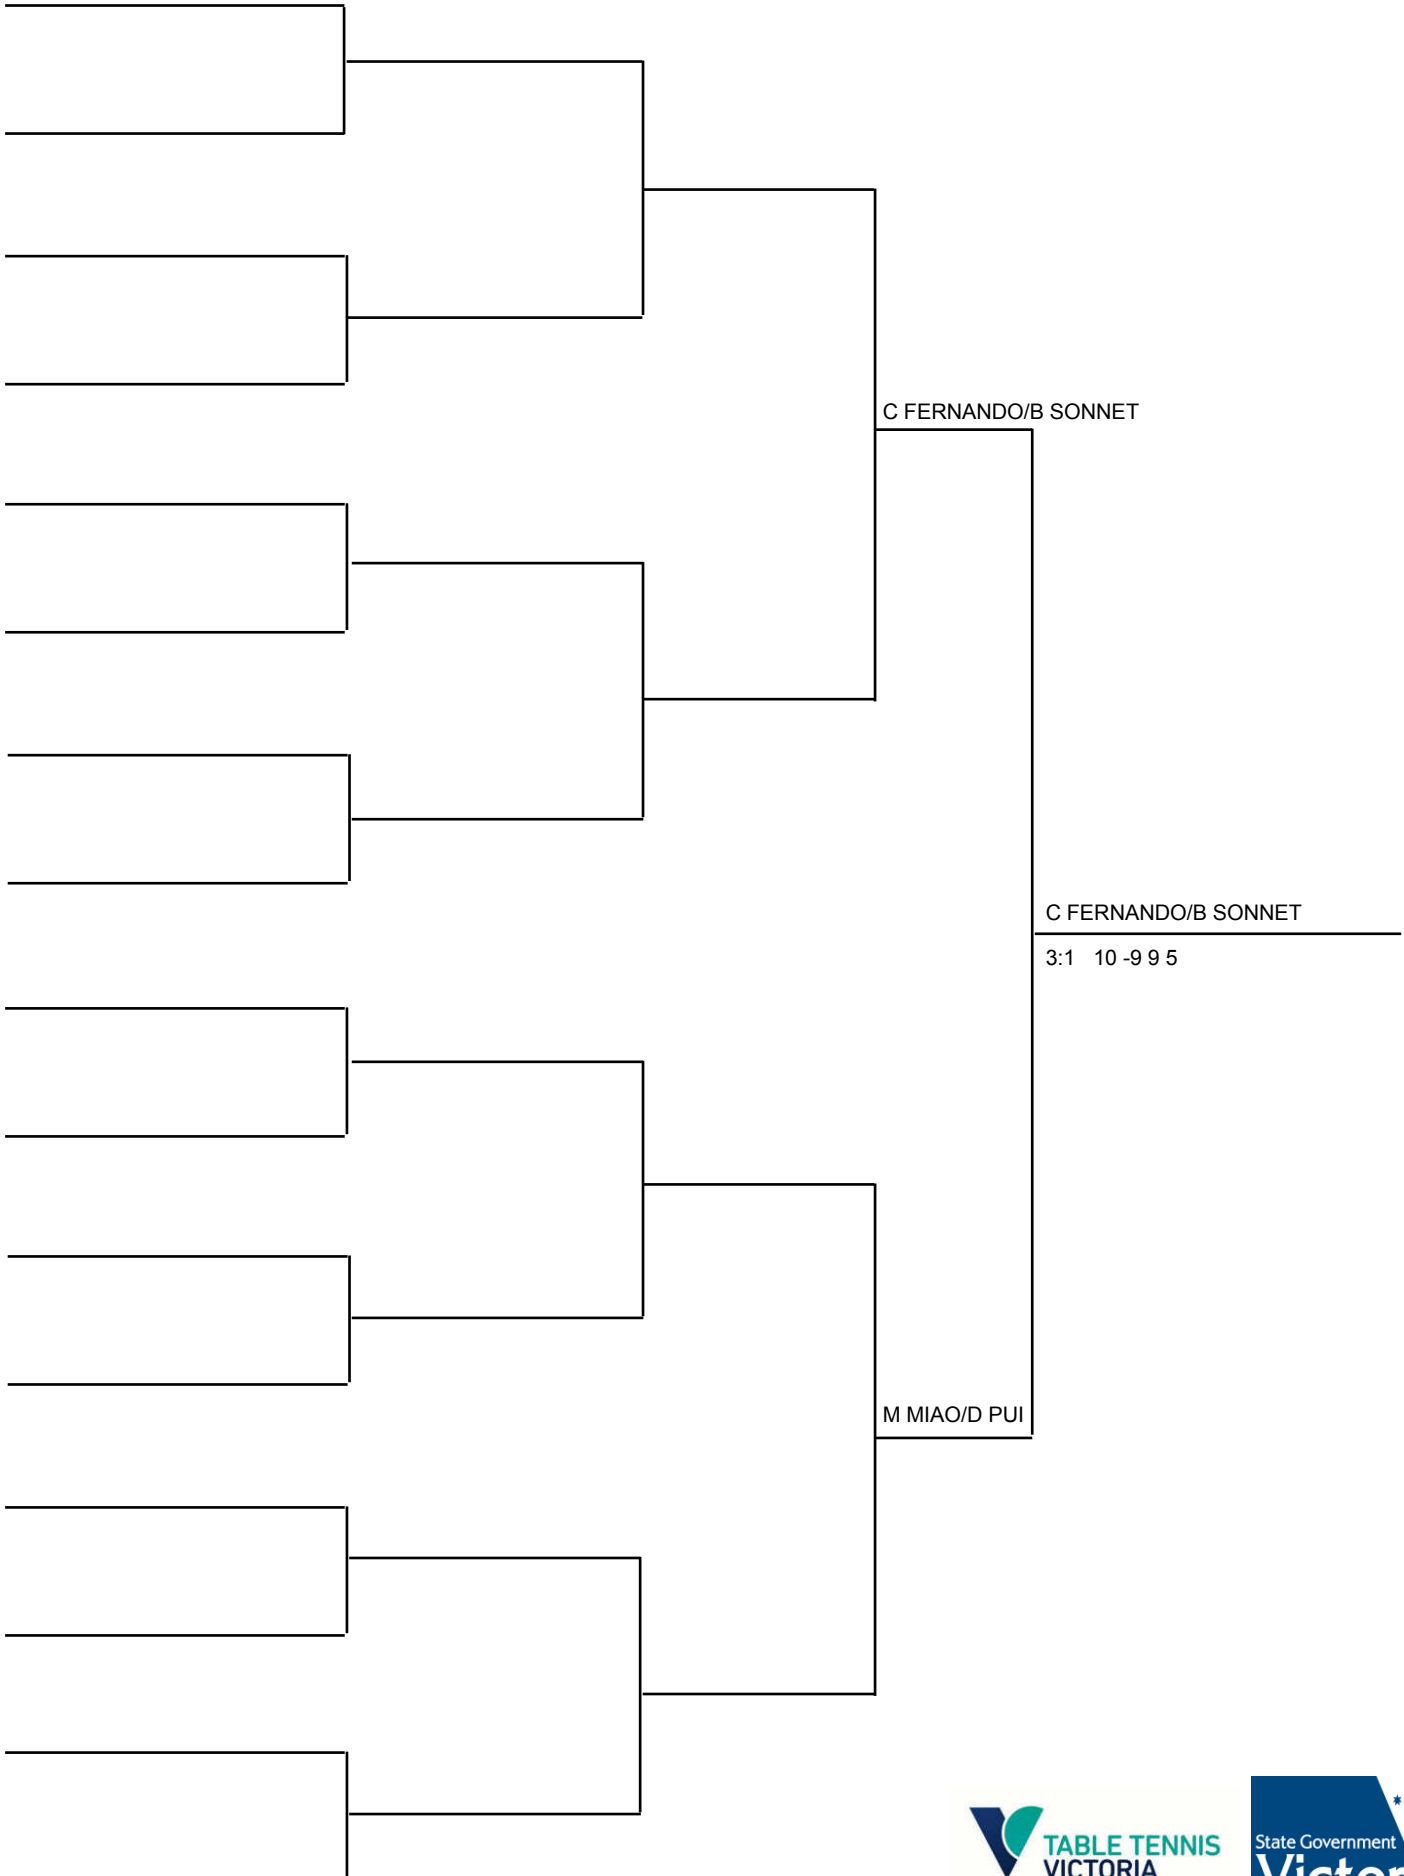 C FERNANDO/B SONNET
C FERNANDO/B SONNET
3:1 10 -9 9 5
M MIAO/D PUI
TABLE TENNIS
VICTORIA
State Government